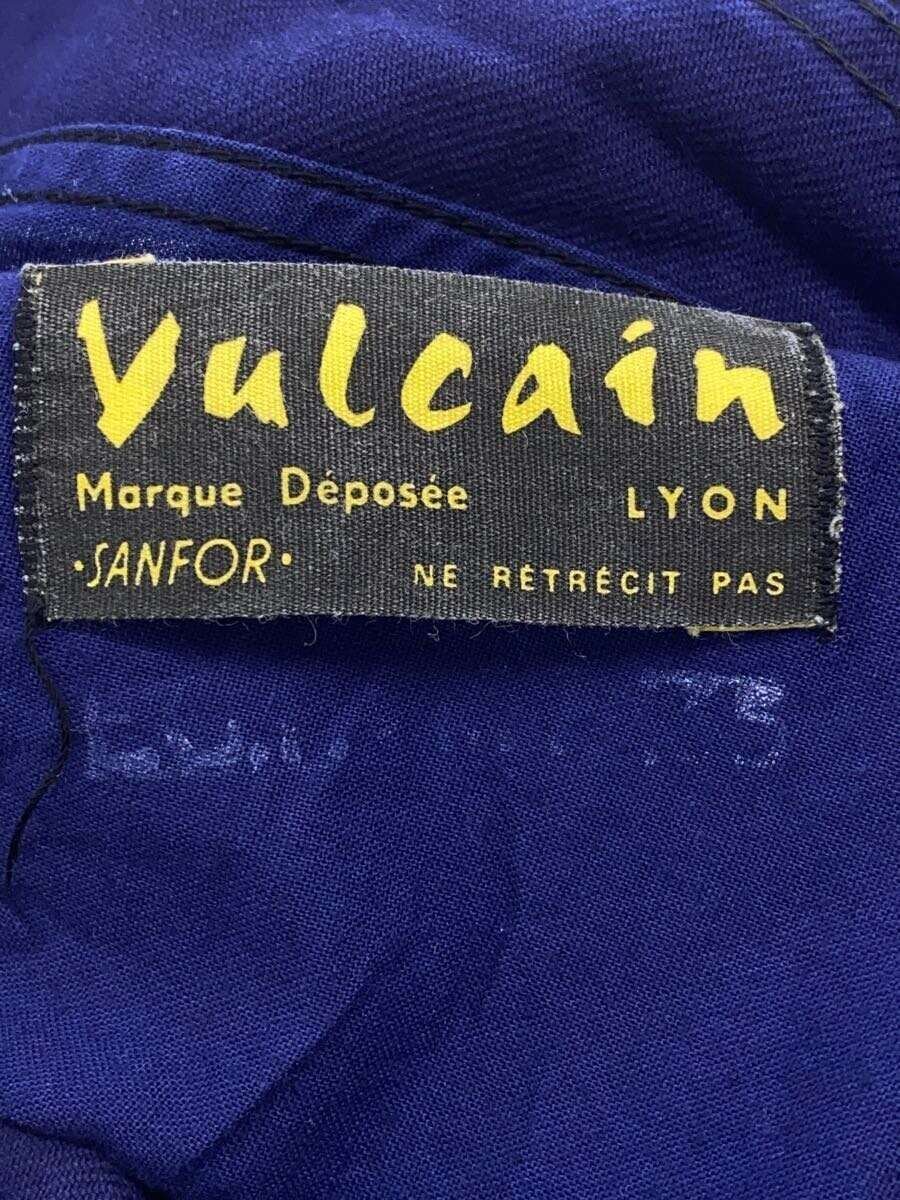 Vulcain
Marque Déposée LYON
·SANFOR· NE RÉTRÉCIT PAS